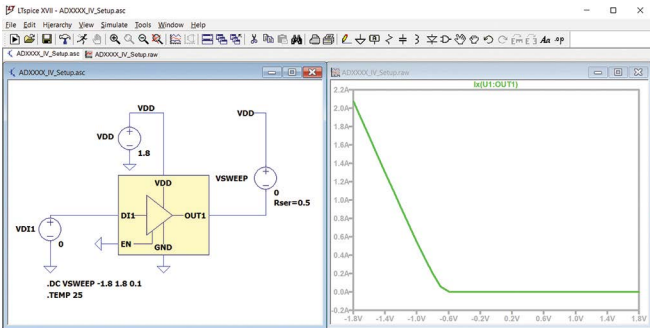 LTspice XVII - ADXXXX_IV_Setup.asc
File Edit Hierarchy View Simulate Tools Window Help
ADXXXX_IV_Setup.asc ADXXXX_IV_Setup.raw
ADXXXX_IV_Setup.asc
VDD
VDD
VDD
1.8
VDD
VSWEEP
0
Rser=0.5
DI1
OUT1
VDI1
0
EN
GND
.DC VSWEEP -1.8 1.8 0.1
.TEMP 25
ADXXXX_IV_Setup.raw
Ix(U1:OUT1)
2.2A
2.0A
1.8A
1.6A
1.4A
1.2A
1.0A
0.8A
0.6A
0.4A
0.2A
0.0A
-0.2A
-1.8V -1.4V -1.0V -0.6V -0.2V 0.2V 0.6V 1.0V 1.4V 1.8V